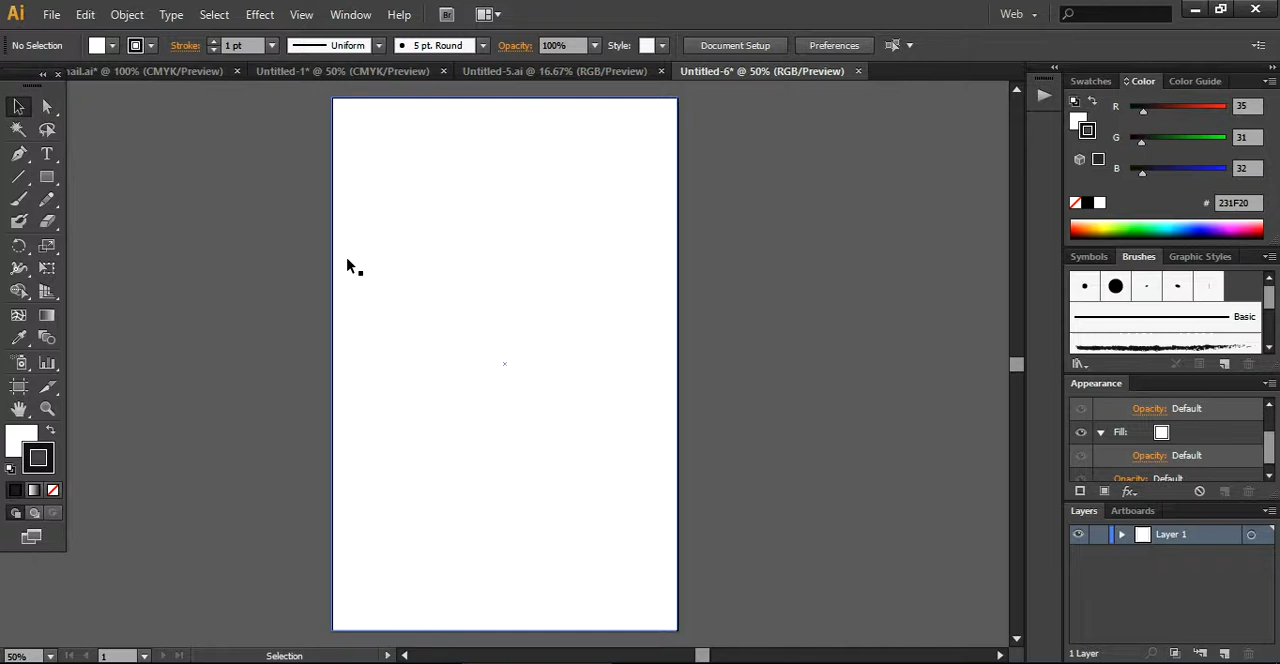 Ai File Edit Object Type Select Effect View Window Help Br Web
No Selection Stroke: 1 pt Uniform 5 pt. Round Opacity: 100% Style: Document Setup Preferences
ail.ai* @ 100% (CMYK/Preview) Untitled-1* @ 50% (CMYK/Preview) Untitled-5.ai @ 16.67% (RGB/Preview) Untitled-6* @ 50% (RGB/Preview)
Swatches Color Color Guide
R 35
G 31
B 32
# 231F20
Symbols Brushes Graphic Styles
Basic
Appearance
Opacity: Default
Fill:
Opacity: Default
Opacity: Default
fx
Layers Artboards
Layer 1
1 Layer
50% 1 Selection